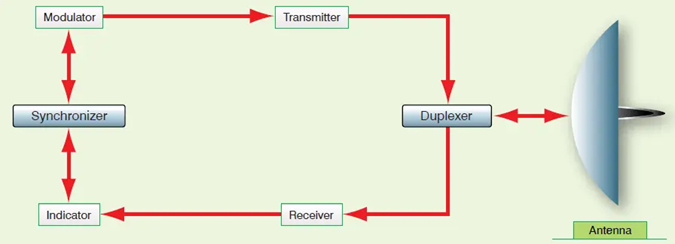 Modulator
Transmitter
Synchronizer
Duplexer
Indicator
Receiver
Antenna